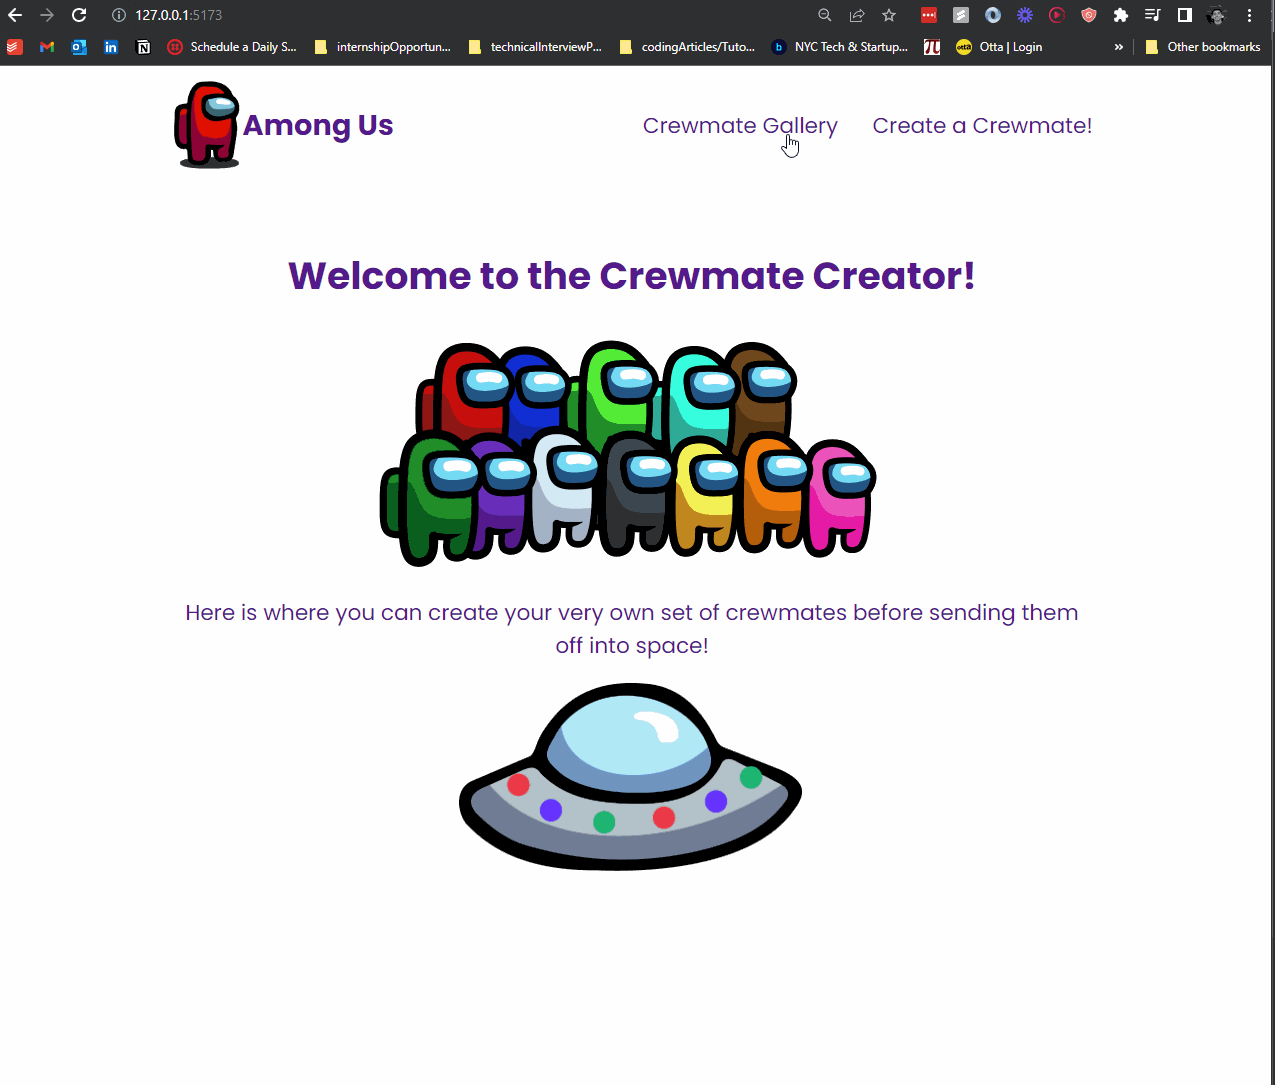 127.0.0.1:5173
Schedule a Daily S... internshipOpportun... technicalInterviewP... codingArticles/Tuto... NYC Tech & Startup... Otta | Login » Other bookmarks
Among Us Crewmate Gallery Create a Crewmate!
Welcome to the Crewmate Creator!
Here is where you can create your very own set of crewmates before sending them
off into space!